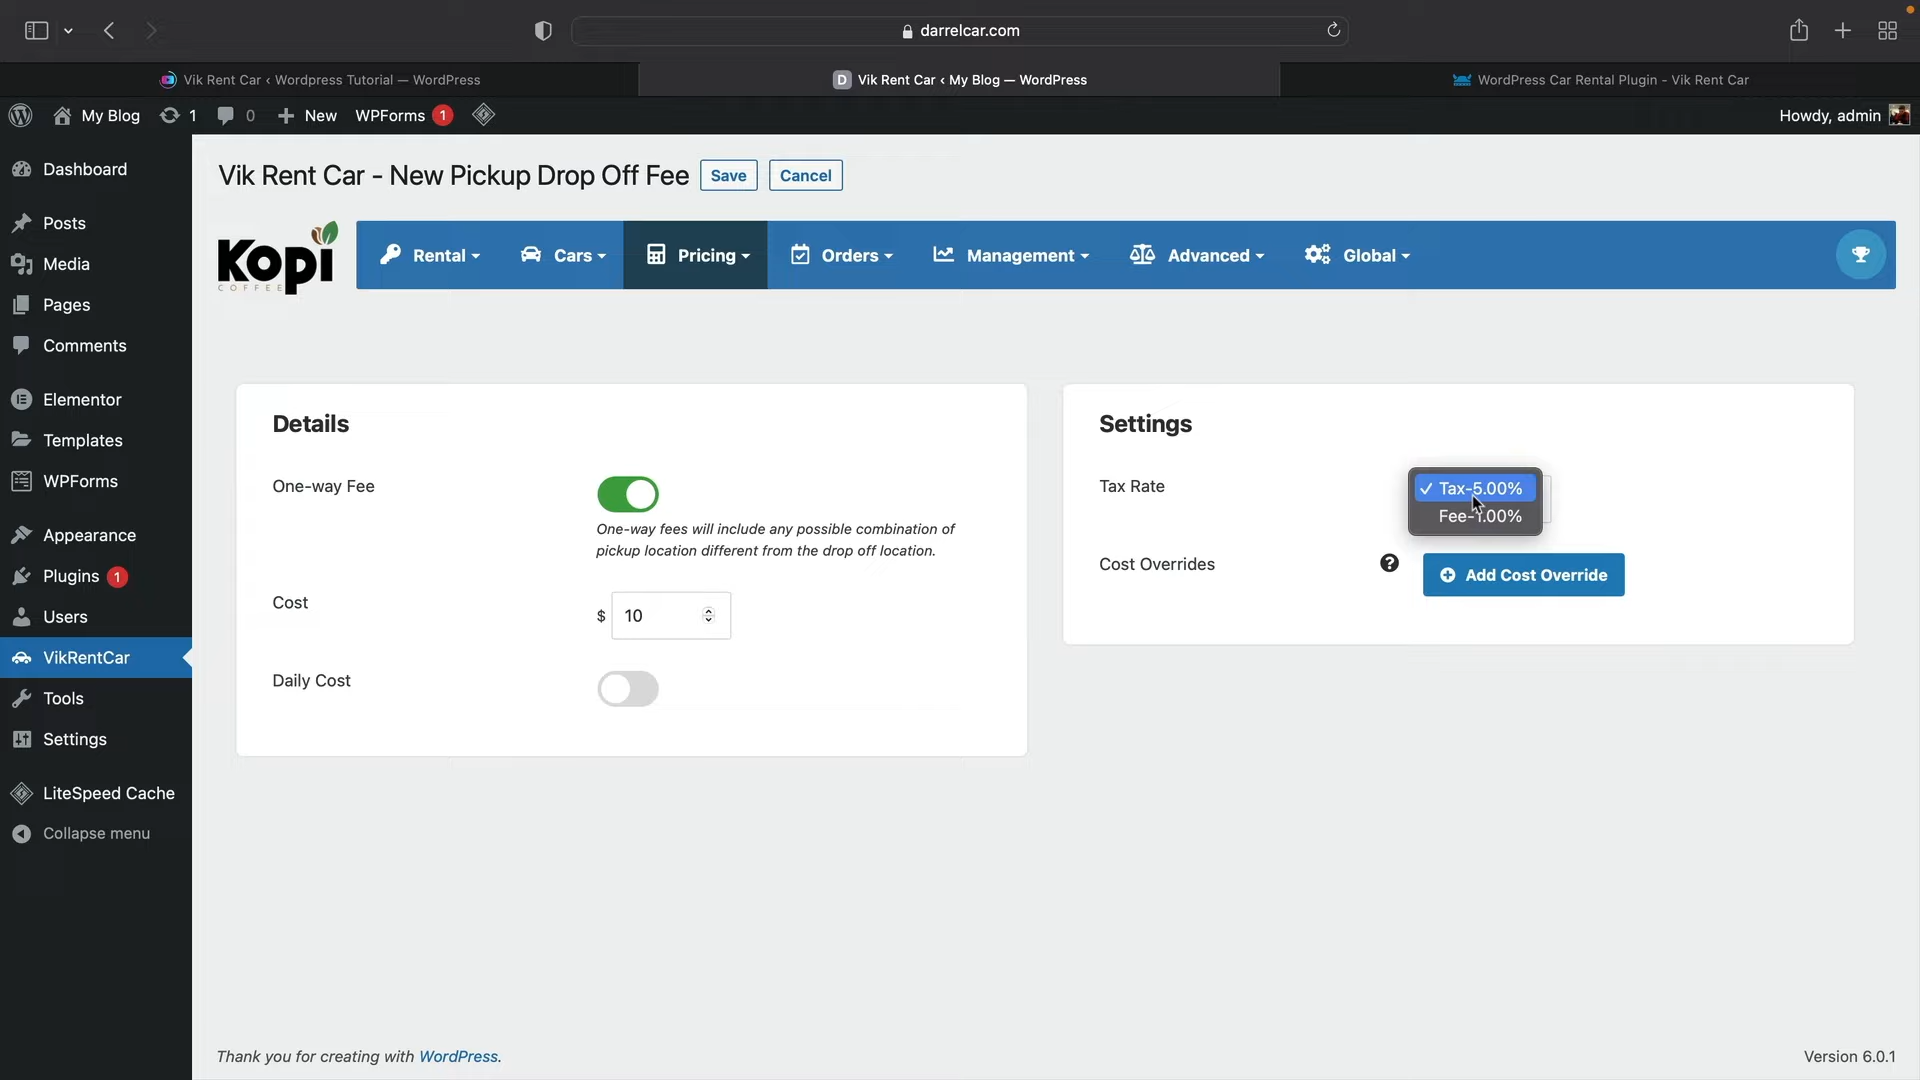 darrelcar.com
Vik Rent Car ‹ Wordpress Tutorial — WordPress
D
Vik Rent Car ‹ My Blog — WordPress
WordPress Car Rental Plugin - Vik Rent Car
My Blog
1
0
New
WPForms 1
Howdy, admin
Dashboard
Posts
Media
Pages
Comments
Elementor
Templates
WPForms
Appearance
Plugins 1
Users
VikRentCar
Tools
Settings
LiteSpeed Cache
Collapse menu
Vik Rent Car - New Pickup Drop Off Fee
Save
Cancel
Kopi
COFFEE
Rental
Cars
Pricing
Orders
Management
Advanced
Global
Details
One-way Fee
One-way fees will include any possible combination of
pickup location different from the drop off location.
Cost
$ 10
Daily Cost
Settings
Tax Rate
✓ Tax-5.00%
Fee-1.00%
Cost Overrides
?
Add Cost Override
Thank you for creating with WordPress.
Version 6.0.1